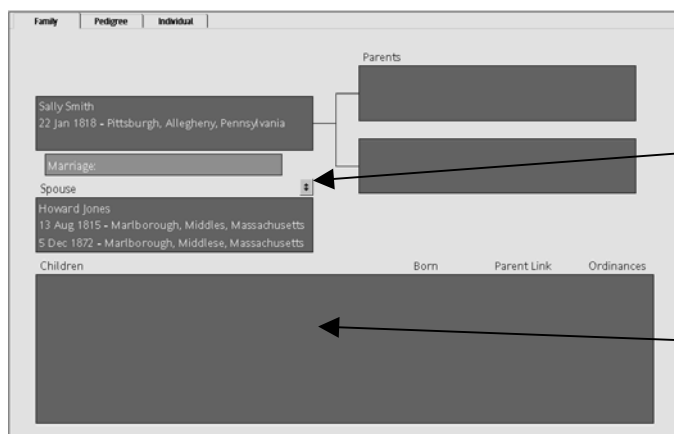 Family Pedigree Individual
Parents
Sally Smith
22 Jan 1818 - Pittsburgh, Allegheny, Pennsylvania
Marriage:
Spouse
Howard Jones
13 Aug 1815 - Marlborough, Middles, Massachusetts
5 Dec 1872 - Marlborough, Middlese, Massachusetts
Children Born Parent Link Ordinances